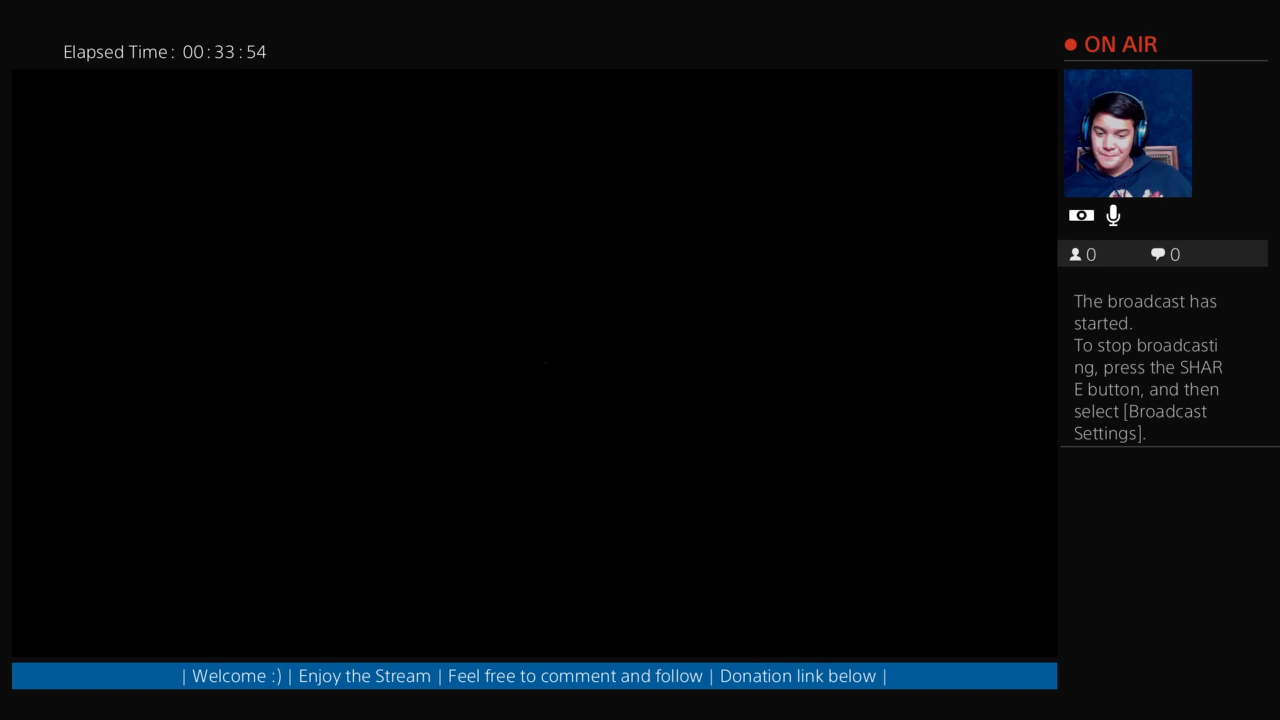 Elapsed Time: 00:33:54
ON AIR
0 0
The broadcast has
started.
To stop broadcasti
ng, press the SHAR
E button, and then
select [Broadcast
Settings].
| Welcome :) | Enjoy the Stream | Feel free to comment and follow | Donation link below |